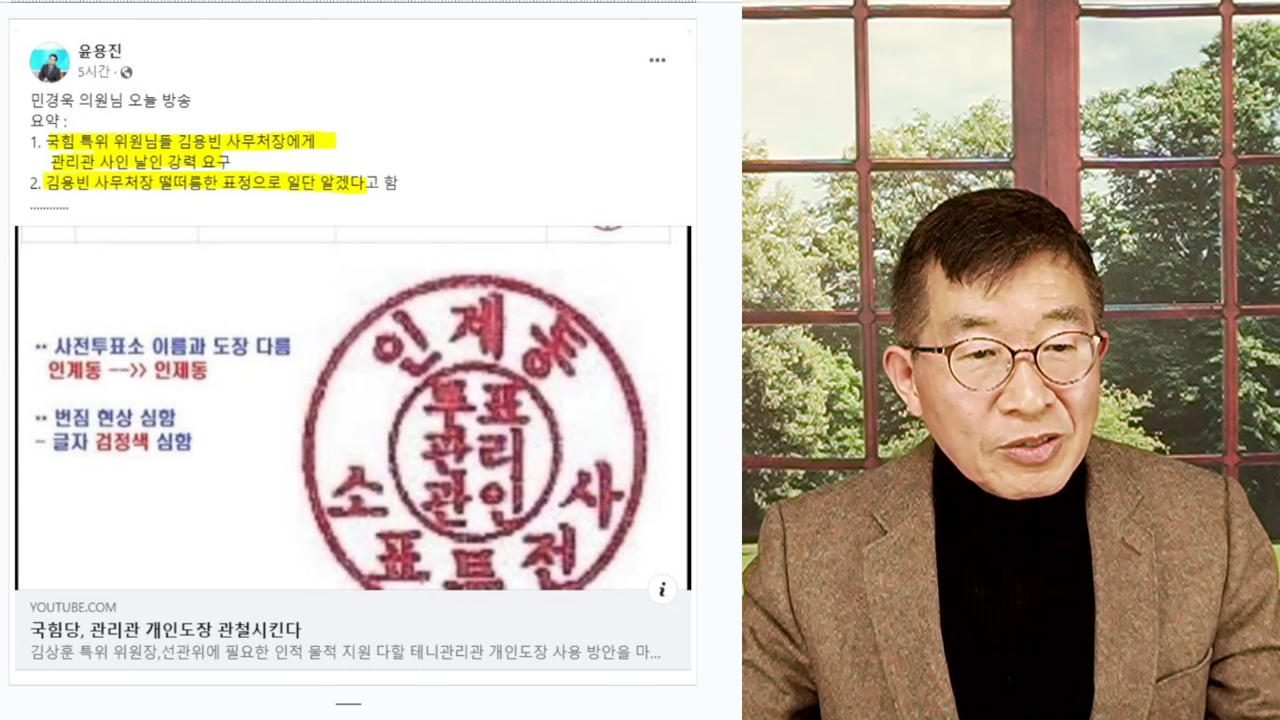 윤용진
5시간 ·
민경욱 의원님 오늘 방송
요약 :
1. 국힘 특위 위원님들 김용빈 사무처장에게
관리관 사인 날인 강력 요구
2. 김용빈 사무처장 떨떠름한 표정으로 일단 알겠다고 함
............
·· 사전투표소 이름과 도장 다름
인계동 -->> 인제동
·· 번짐 현상 심함
- 글자 검정색 심함
인제동
사전투표소
투표
관리
관인
YOUTUBE.COM
국힘당, 관리관 개인도장 관철시킨다
김상훈 특위 위원장,선관위에 필요한 인적 물적 지원 다할 테니관리관 개인도장 사용 방안을 마...